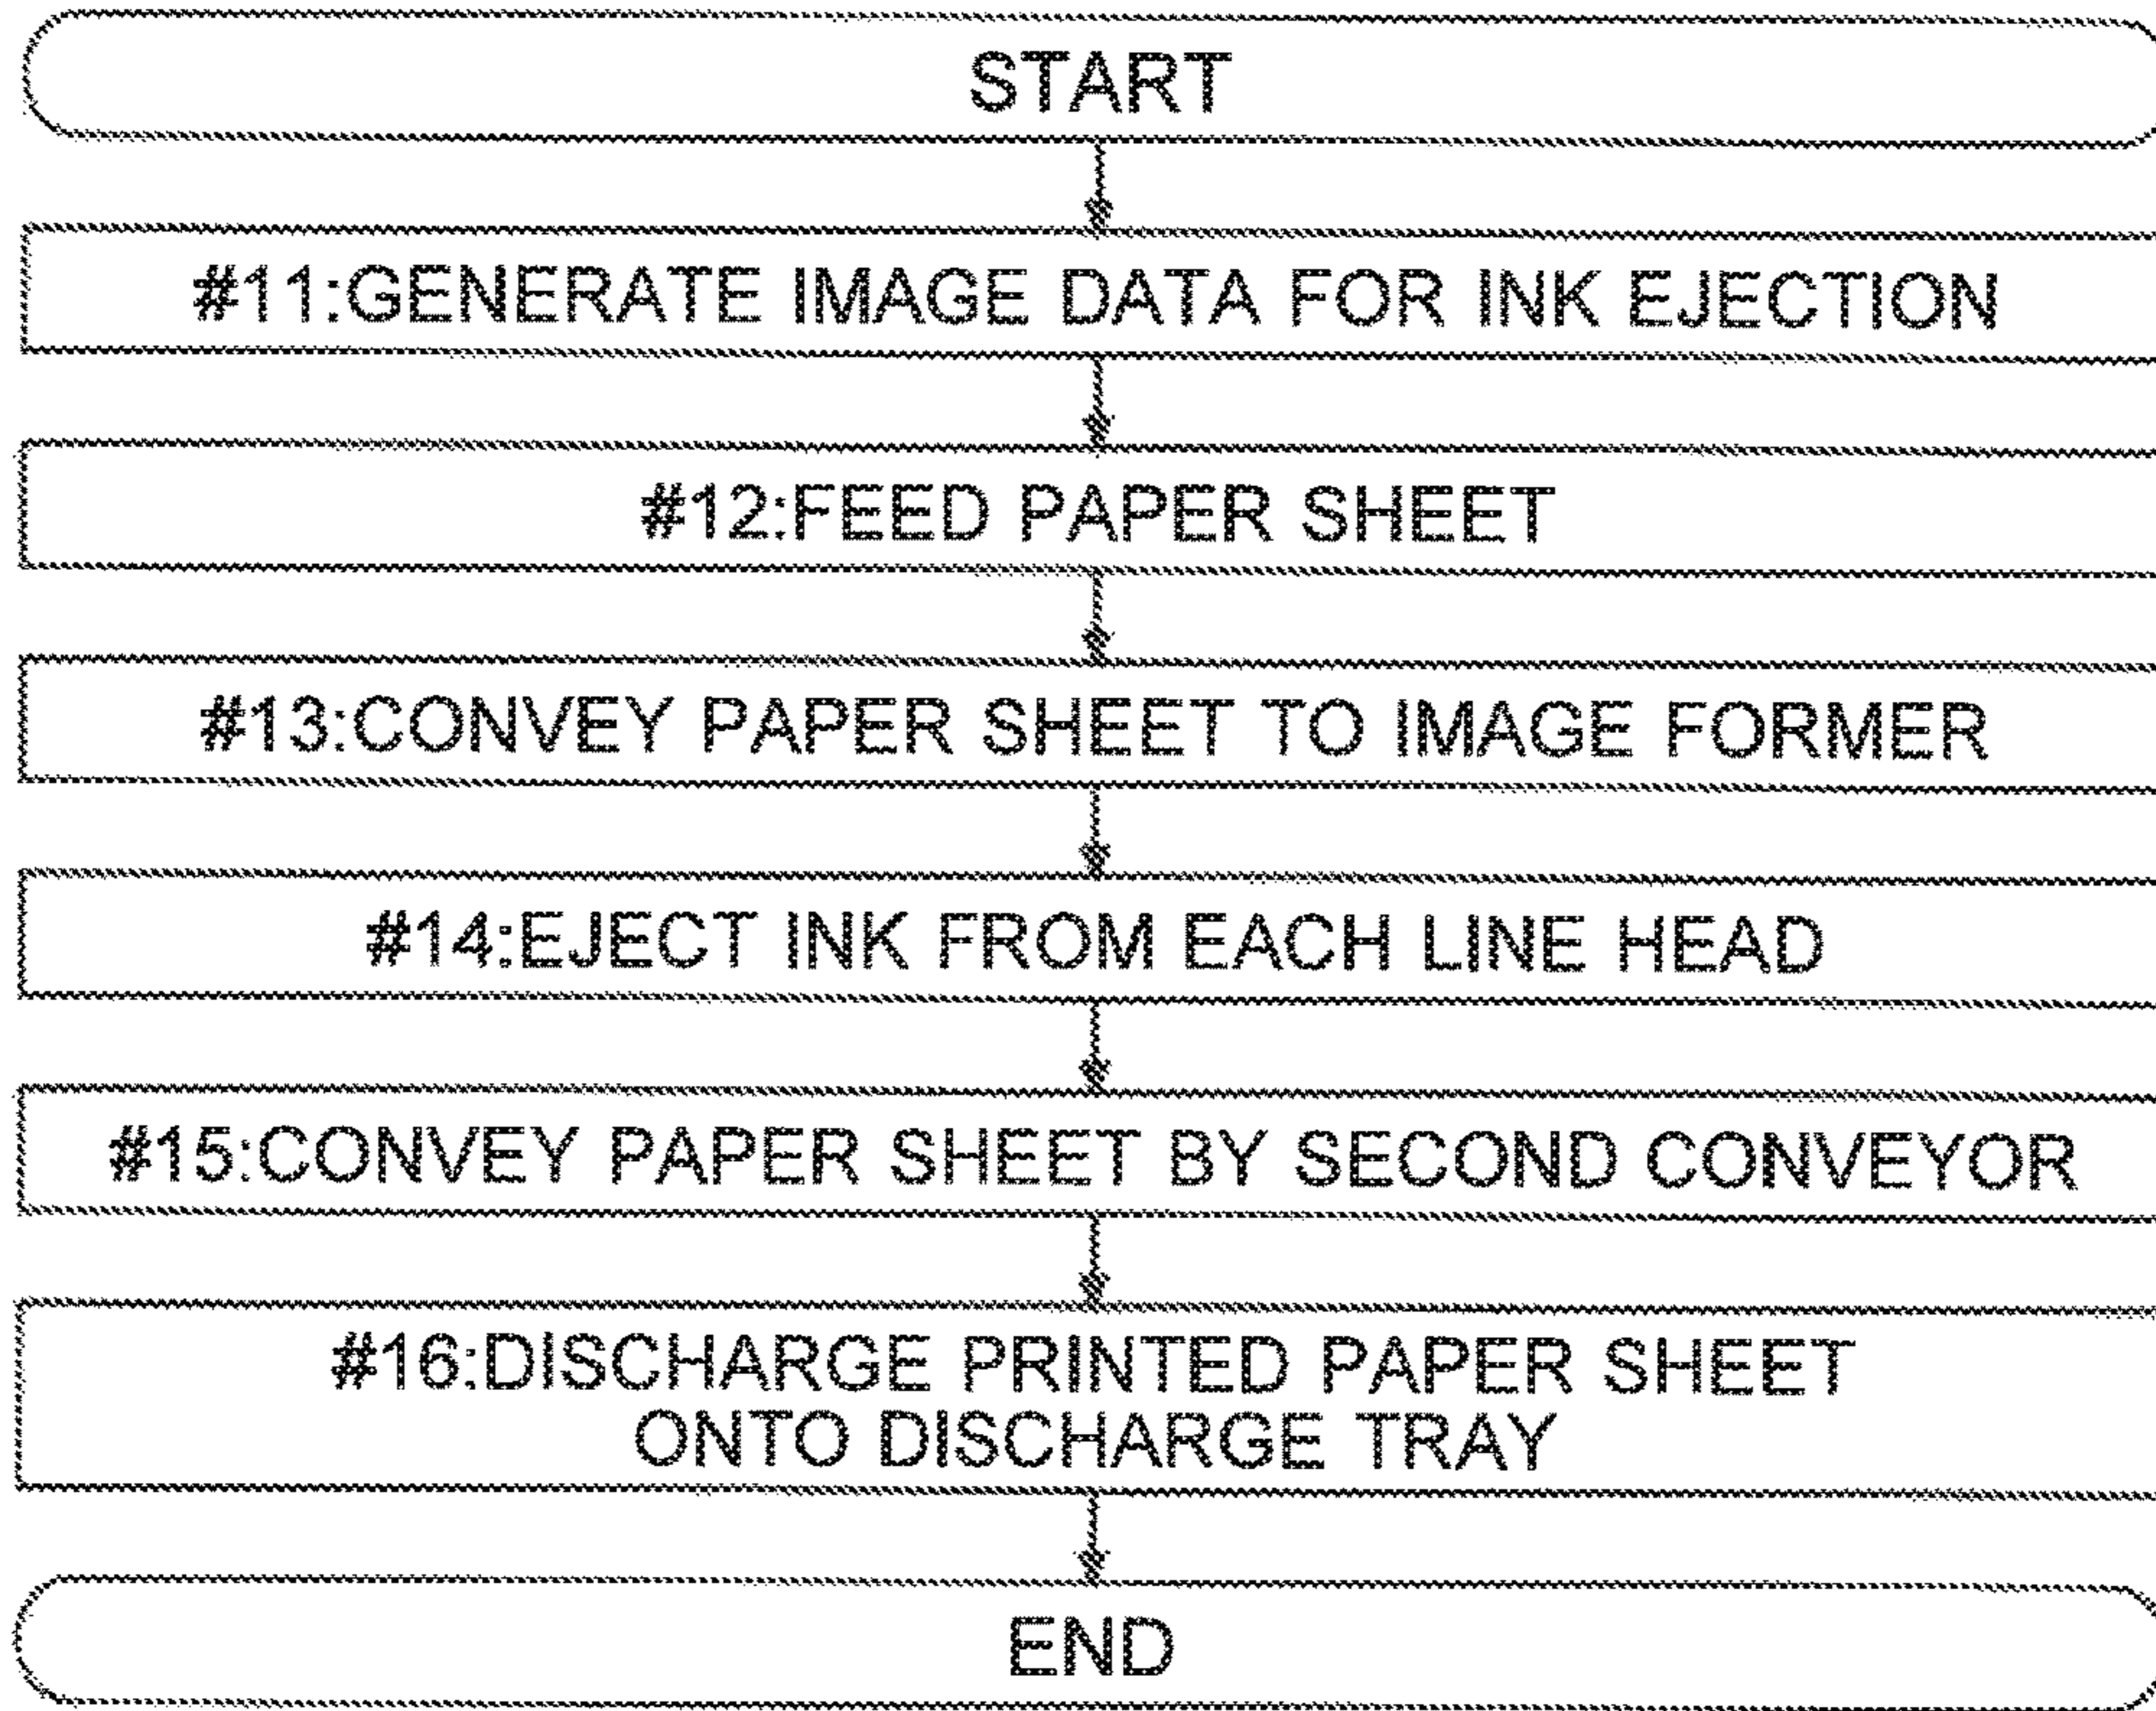 START
#11:GENERATE IMAGE DATA FOR INK EJECTION
#12:FEED PAPER SHEET
#13:CONVEY PAPER SHEET TO IMAGE FORMER
#14:EJECT INK FROM EACH LINE HEAD
#15:CONVEY PAPER SHEET BY SECOND CONVEYOR
#16:DISCHARGE PRINTED PAPER SHEET
ONTO DISCHARGE TRAY
END